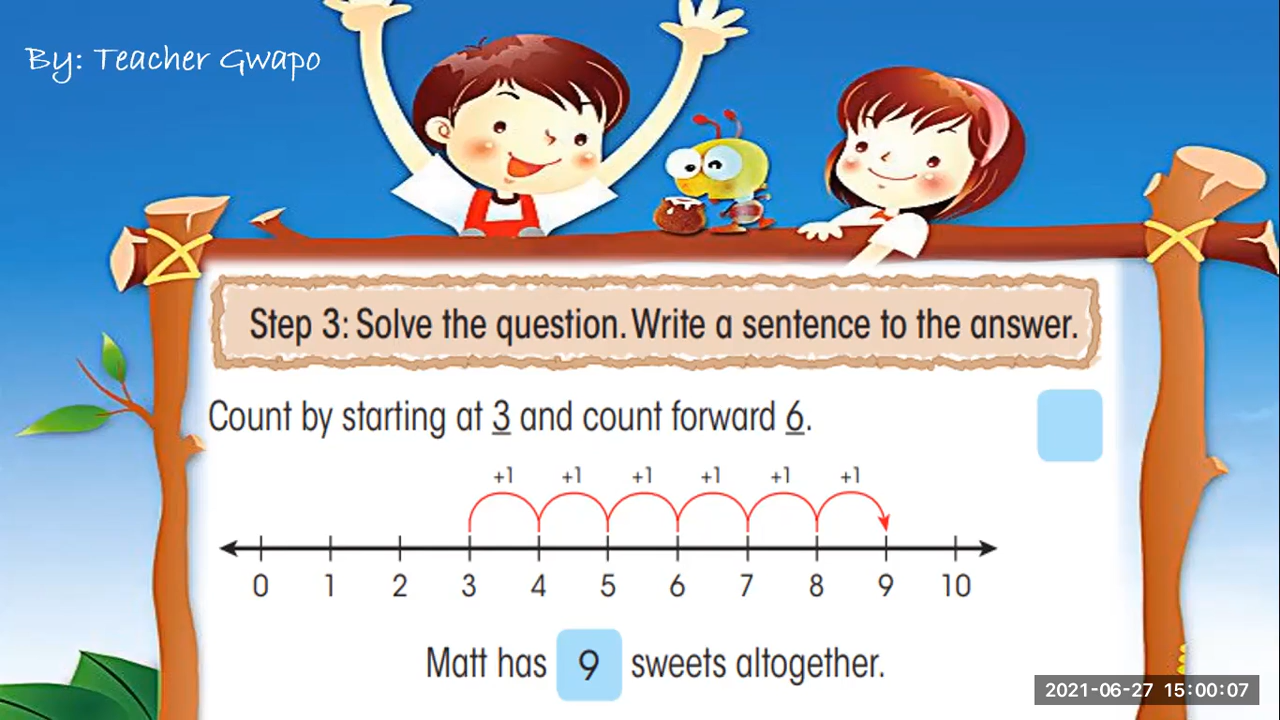 By: Teacher Gwapo
Step 3: Solve the question. Write a sentence to the answer.
Count by starting at 3 and count forward 6.
+1 +1 +1 +1 +1 +1
0 1 2 3 4 5 6 7 8 9 10
Matt has 9 sweets altogether.
2021-06-27 15:00:07